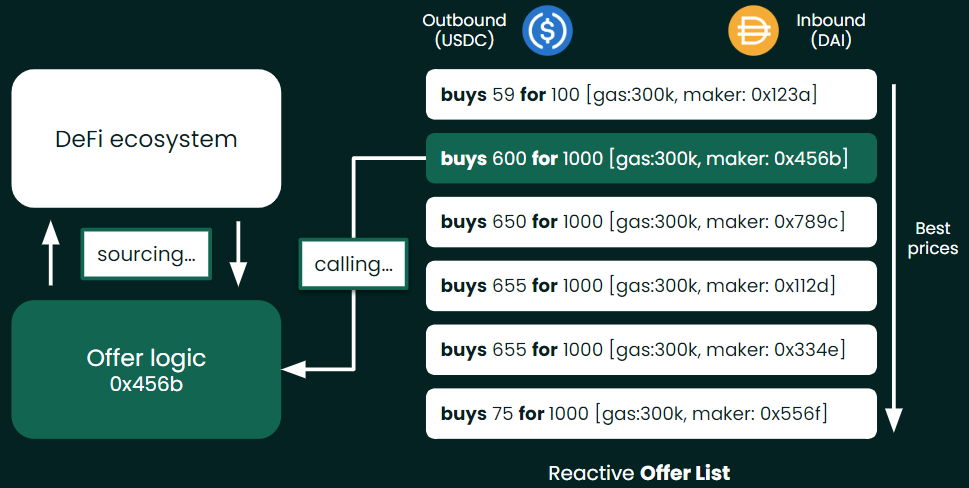 Outbound
(USDC)
Inbound
(DAI)
DeFi ecosystem
sourcing...
Offer logic
0x456b
calling...
buys 59 for 100 [gas:300k, maker: 0x123a]
buys 600 for 1000 [gas:300k, maker: 0x456b]
buys 650 for 1000 [gas:300k, maker: 0x789c]
buys 655 for 1000 [gas:300k, maker: 0x112d]
buys 655 for 1000 [gas:300k, maker: 0x334e]
buys 75 for 1000 [gas:300k, maker: 0x556f]
Best
prices
Reactive Offer List